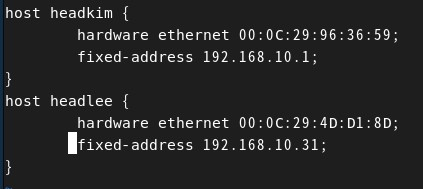 host headkim {
        hardware ethernet 00:0C:29:96:36:59;
        fixed-address 192.168.10.1;
}
host headlee {
        hardware ethernet 00:0C:29:4D:D1:8D;
        fixed-address 192.168.10.31;
}